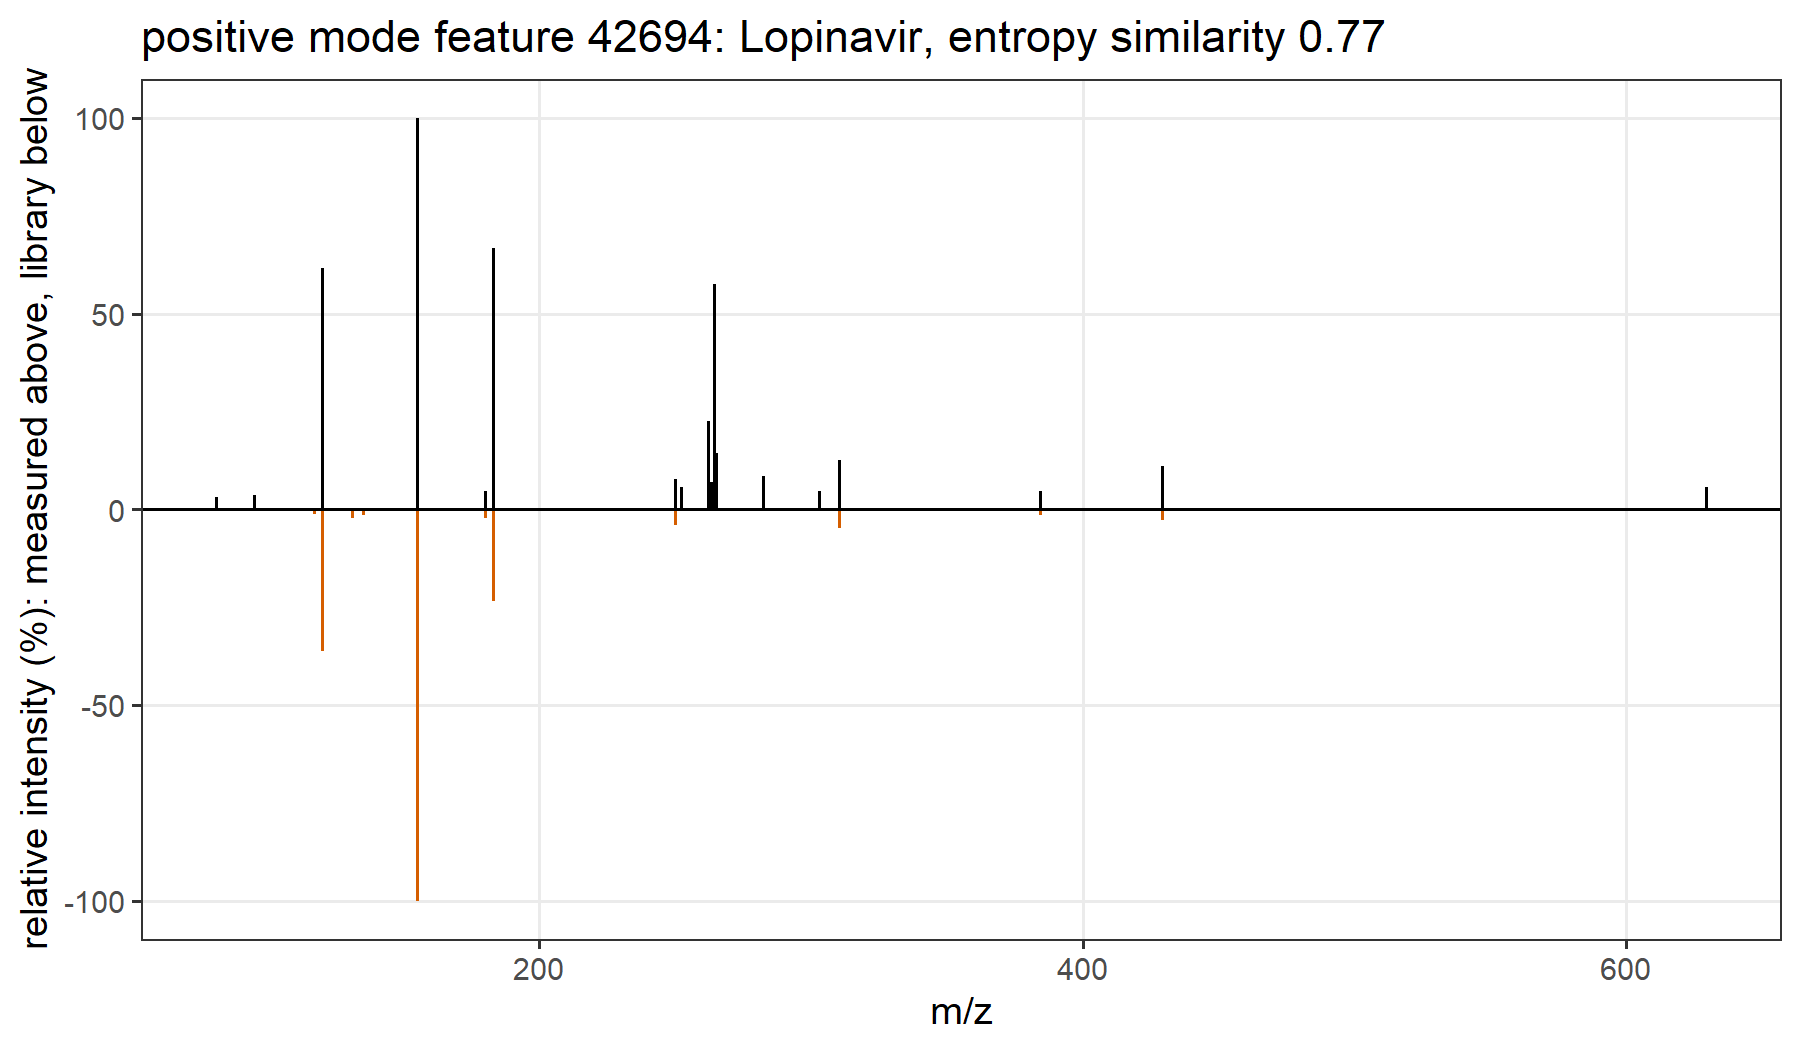 positive mode feature 42694: Lopinavir, entropy similarity 0.77
relative intensity (%): measured above, library below
100
50
0
-50
-100
200
400
600
m/z